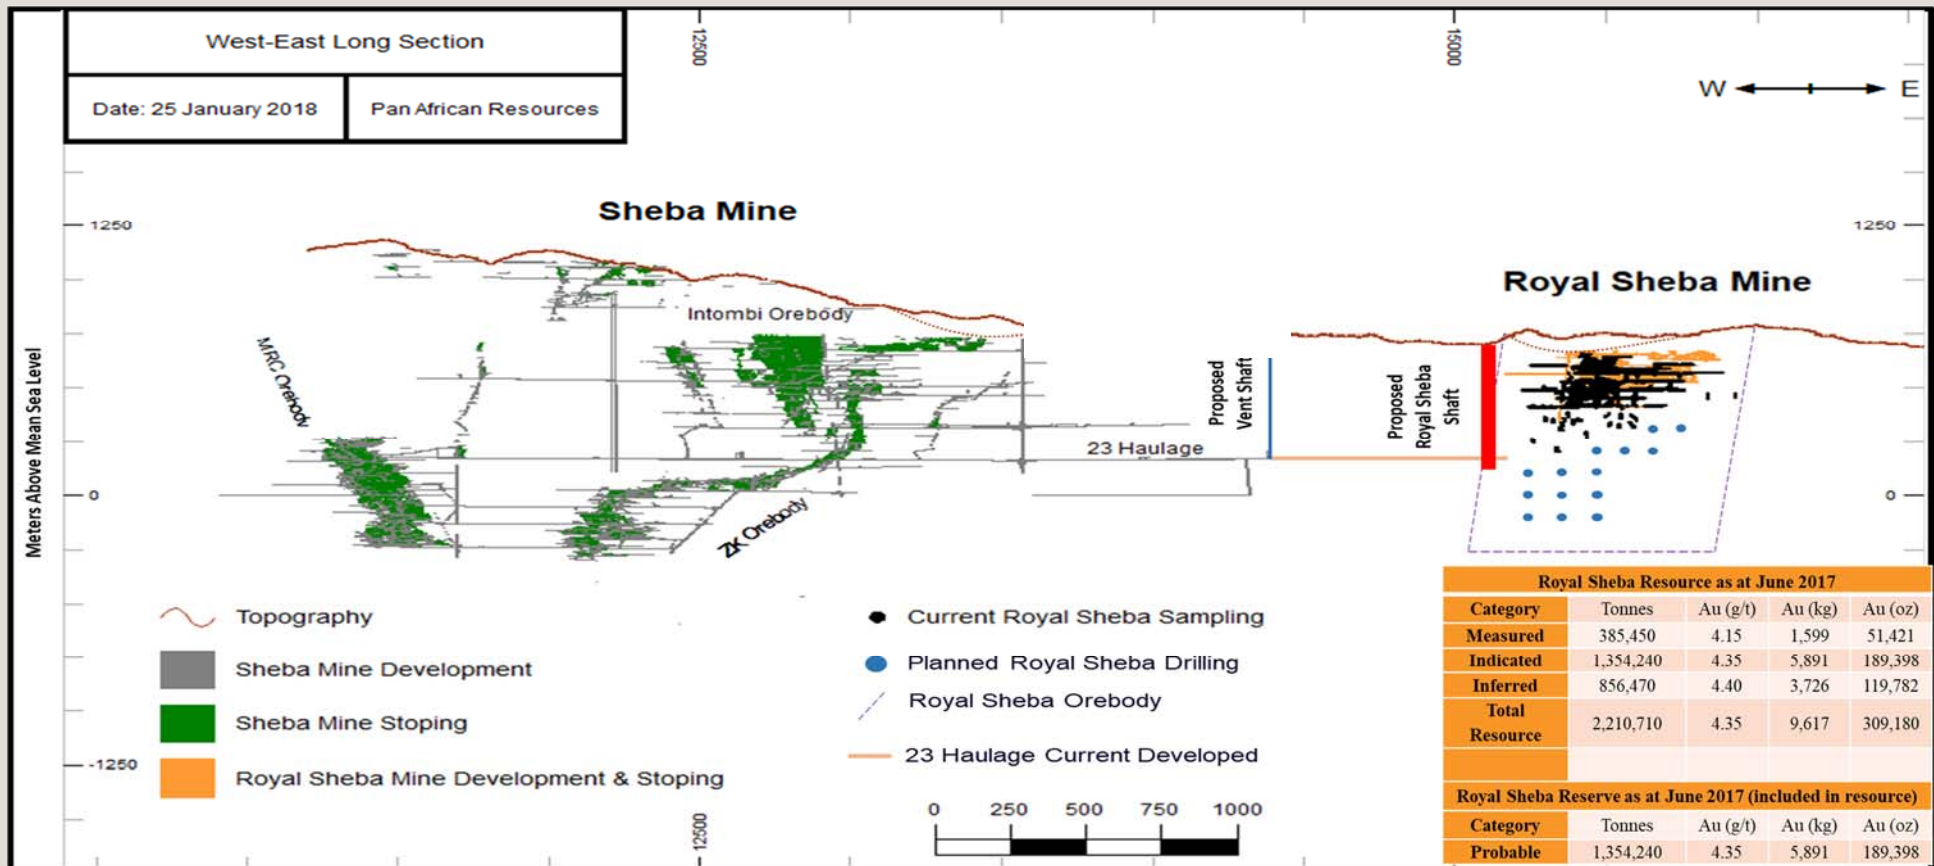 West-East Long Section
Date: 25 January 2018
Pan African Resources
12500
15000
W
E
Sheba Mine
1250
1250
Royal Sheba Mine
Intombi Orebody
MRC Orebody
Proposed
Vent Shaft
Proposed
Royal Sheba
Shaft
23 Haulage
Meters Above Mean Sea Level
0
0
ZK Orebody
Topography
Sheba Mine Development
Sheba Mine Stoping
Royal Sheba Mine Development & Stoping
Current Royal Sheba Sampling
Planned Royal Sheba Drilling
Royal Sheba Orebody
23 Haulage Current Developed
-1250
12500
0 250 500 750 1000
Royal Sheba Resource as at June 2017
Category Tonnes Au (g/t) Au (kg) Au (oz)
Measured 385,450 4.15 1,599 51,421
Indicated 1,354,240 4.35 5,891 189,398
Inferred 856,470 4.40 3,726 119,782
Total
Resource 2,210,710 4.35 9,617 309,180
Royal Sheba Reserve as at June 2017 (included in resource)
Category Tonnes Au (g/t) Au (kg) Au (oz)
Probable 1,354,240 4.35 5,891 189,398